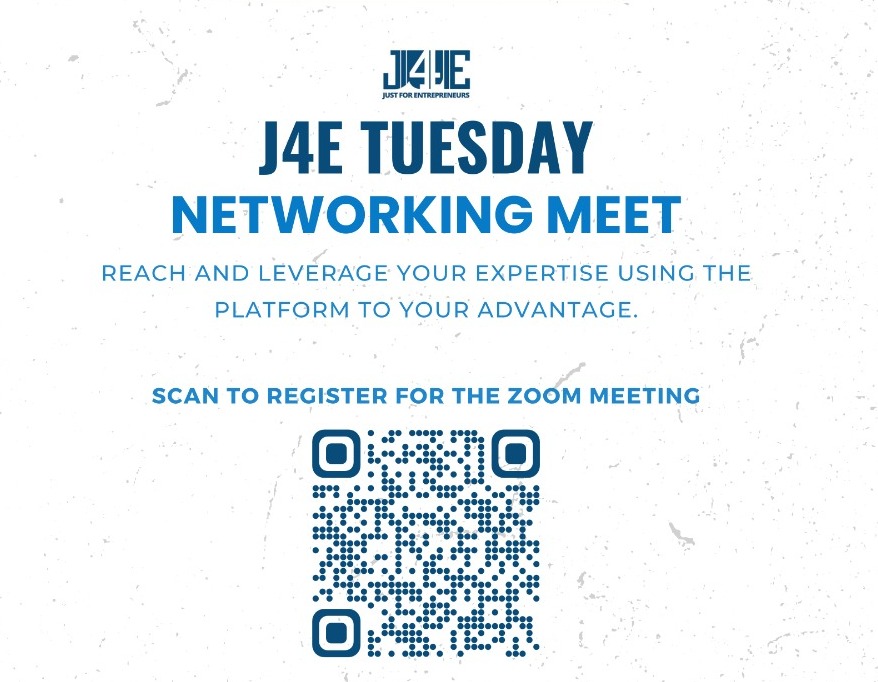 J4E
JUST FOR ENTREPRENEURS
J4E TUESDAY
NETWORKING MEET
REACH AND LEVERAGE YOUR EXPERTISE USING THE
PLATFORM TO YOUR ADVANTAGE.
SCAN TO REGISTER FOR THE ZOOM MEETING